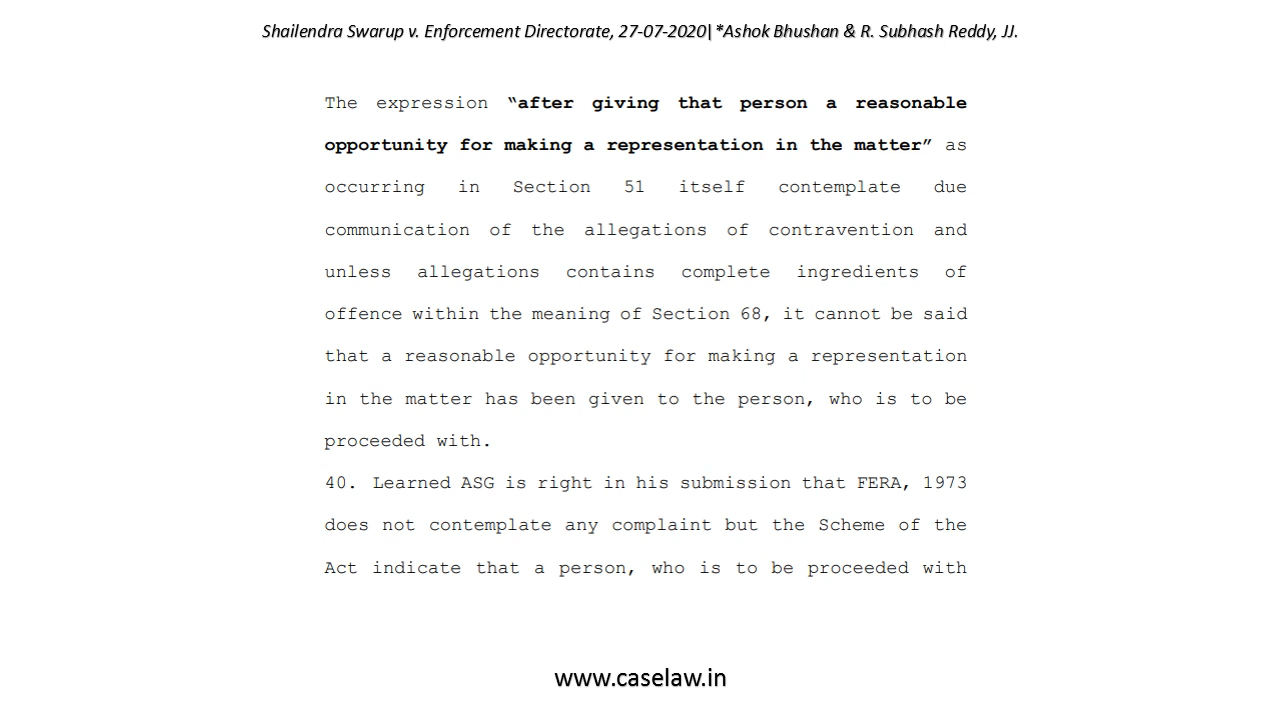 Shailendra Swarup v. Enforcement Directorate, 27-07-2020|*Ashok Bhushan & R. Subhash Reddy, JJ.
The expression “after giving that person a reasonable
opportunity for making a representation in the matter” as
occurring in Section 51 itself contemplate due
communication of the allegations of contravention and
unless allegations contains complete ingredients of
offence within the meaning of Section 68, it cannot be said
that a reasonable opportunity for making a representation
in the matter has been given to the person, who is to be
proceeded with.
40. Learned ASG is right in his submission that FERA, 1973
does not contemplate any complaint but the Scheme of the
Act indicate that a person, who is to be proceeded with
www.caselaw.in